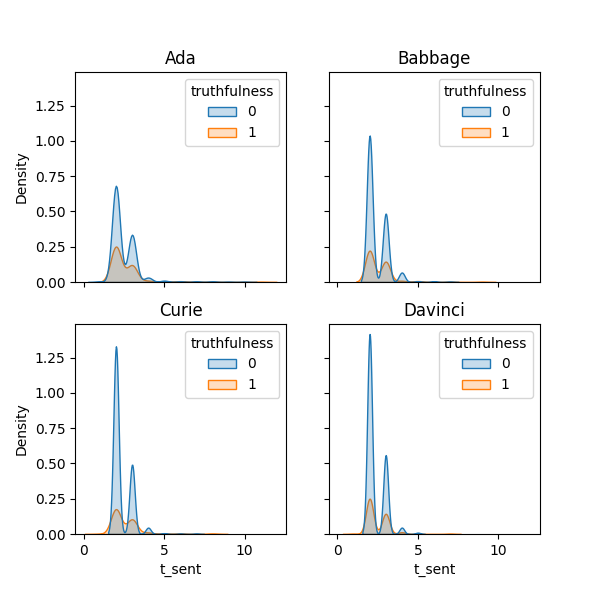 Ada
Babbage
truthfulness
0
1
truthfulness
0
1
Density
1.25
1.00
0.75
0.50
0.25
0.00
Curie
Davinci
truthfulness
0
1
truthfulness
0
1
Density
1.25
1.00
0.75
0.50
0.25
0.00
0 5 10
0 5 10
t_sent
t_sent